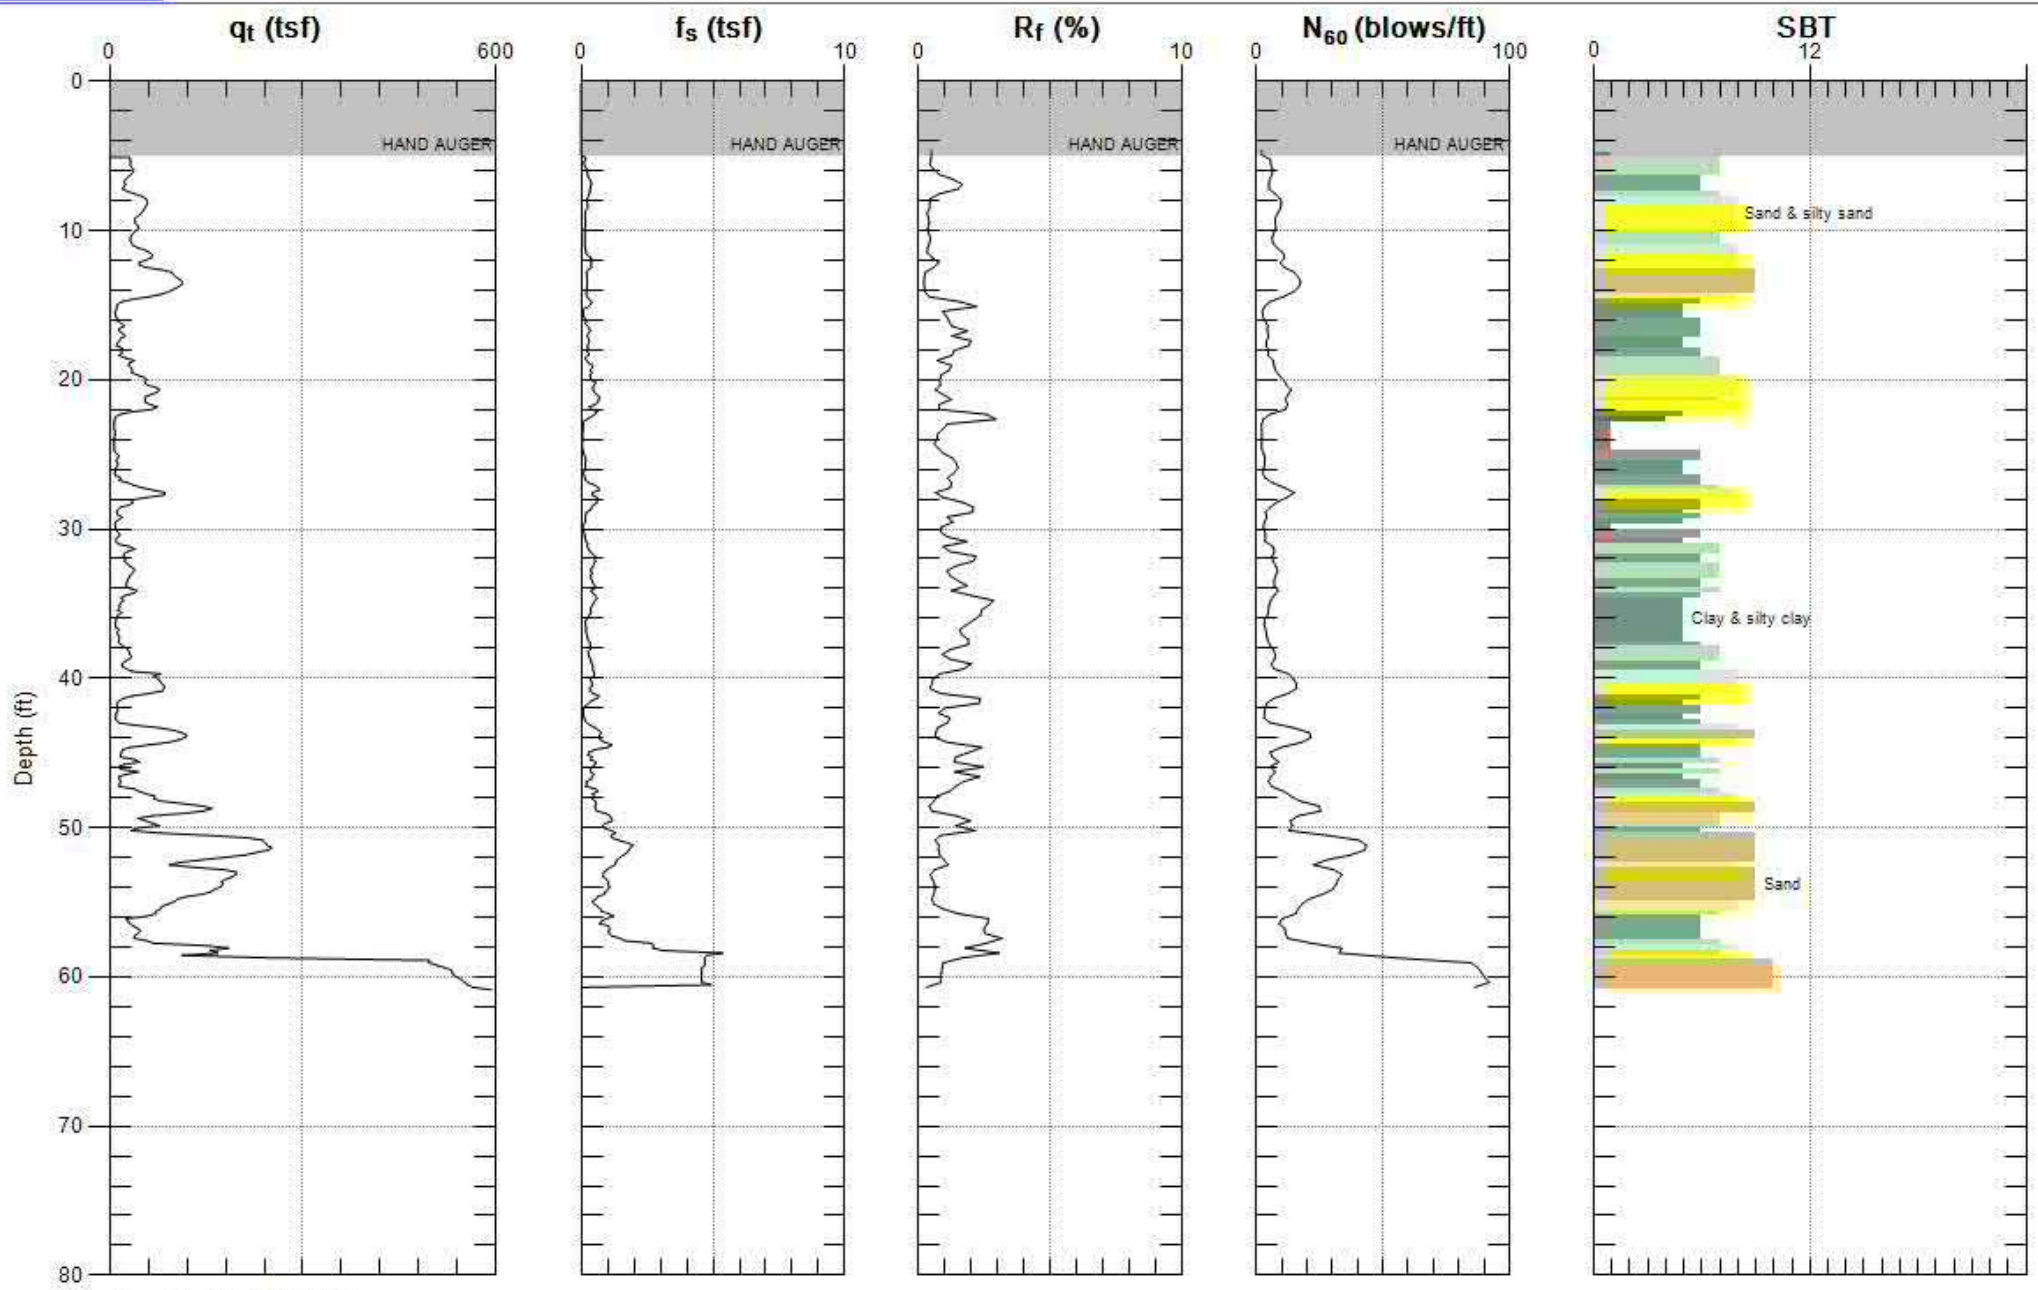 qt (tsf) fs (tsf) Rf (%) N60 (blows/ft) SBT
0 600 0 10 0 10 0 100 0 12
0
HAND AUGER HAND AUGER HAND AUGER HAND AUGER
Sand & silty sand
10
20
30
Clay & silty clay
40
Depth (ft)
50
Sand
60
70
80